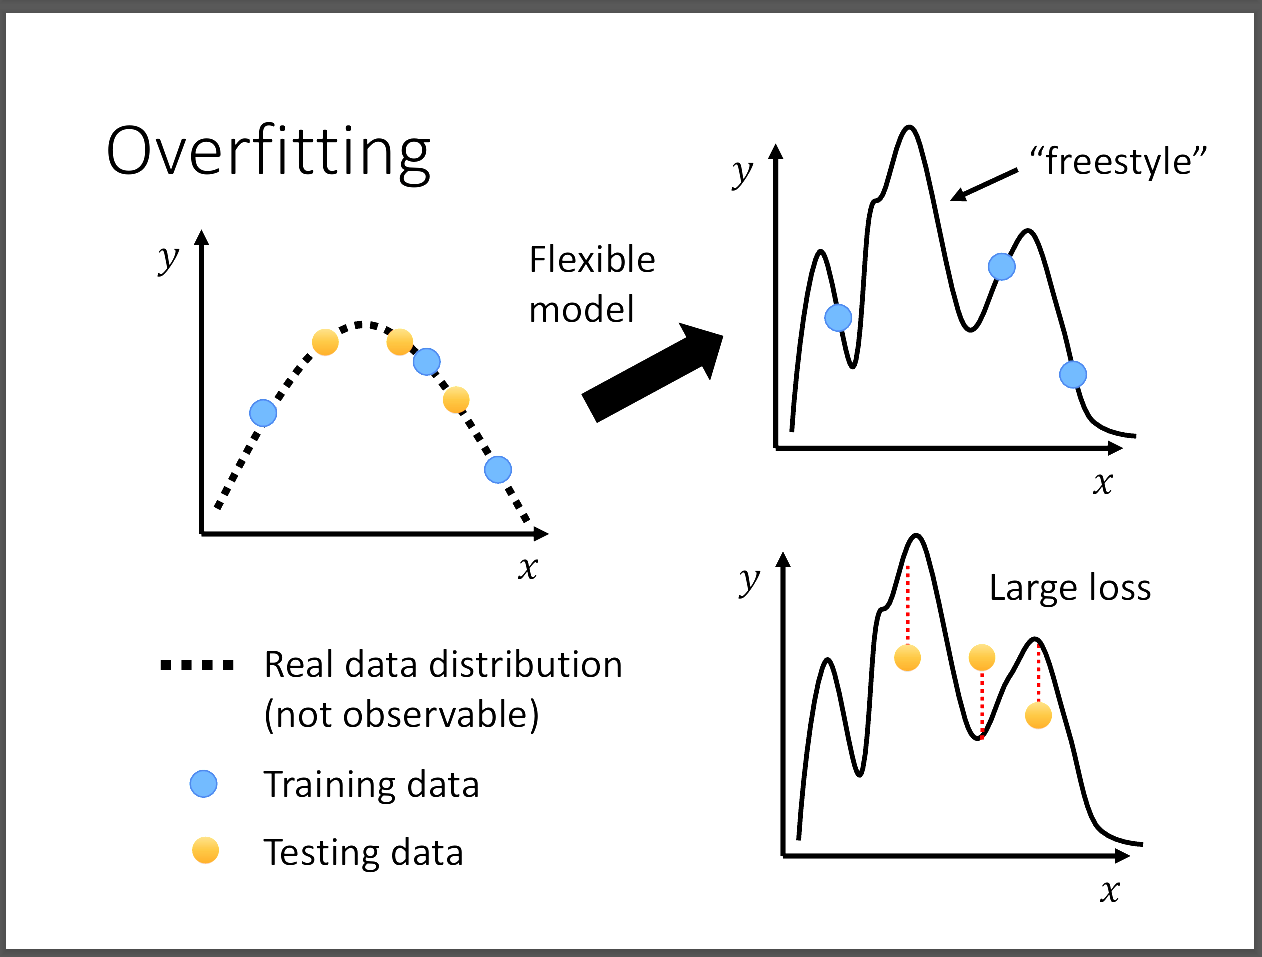 Overfitting
y
x
Flexible
model
y
"freestyle"
x
y
Large loss
x
Real data distribution
(not observable)
Training data
Testing data